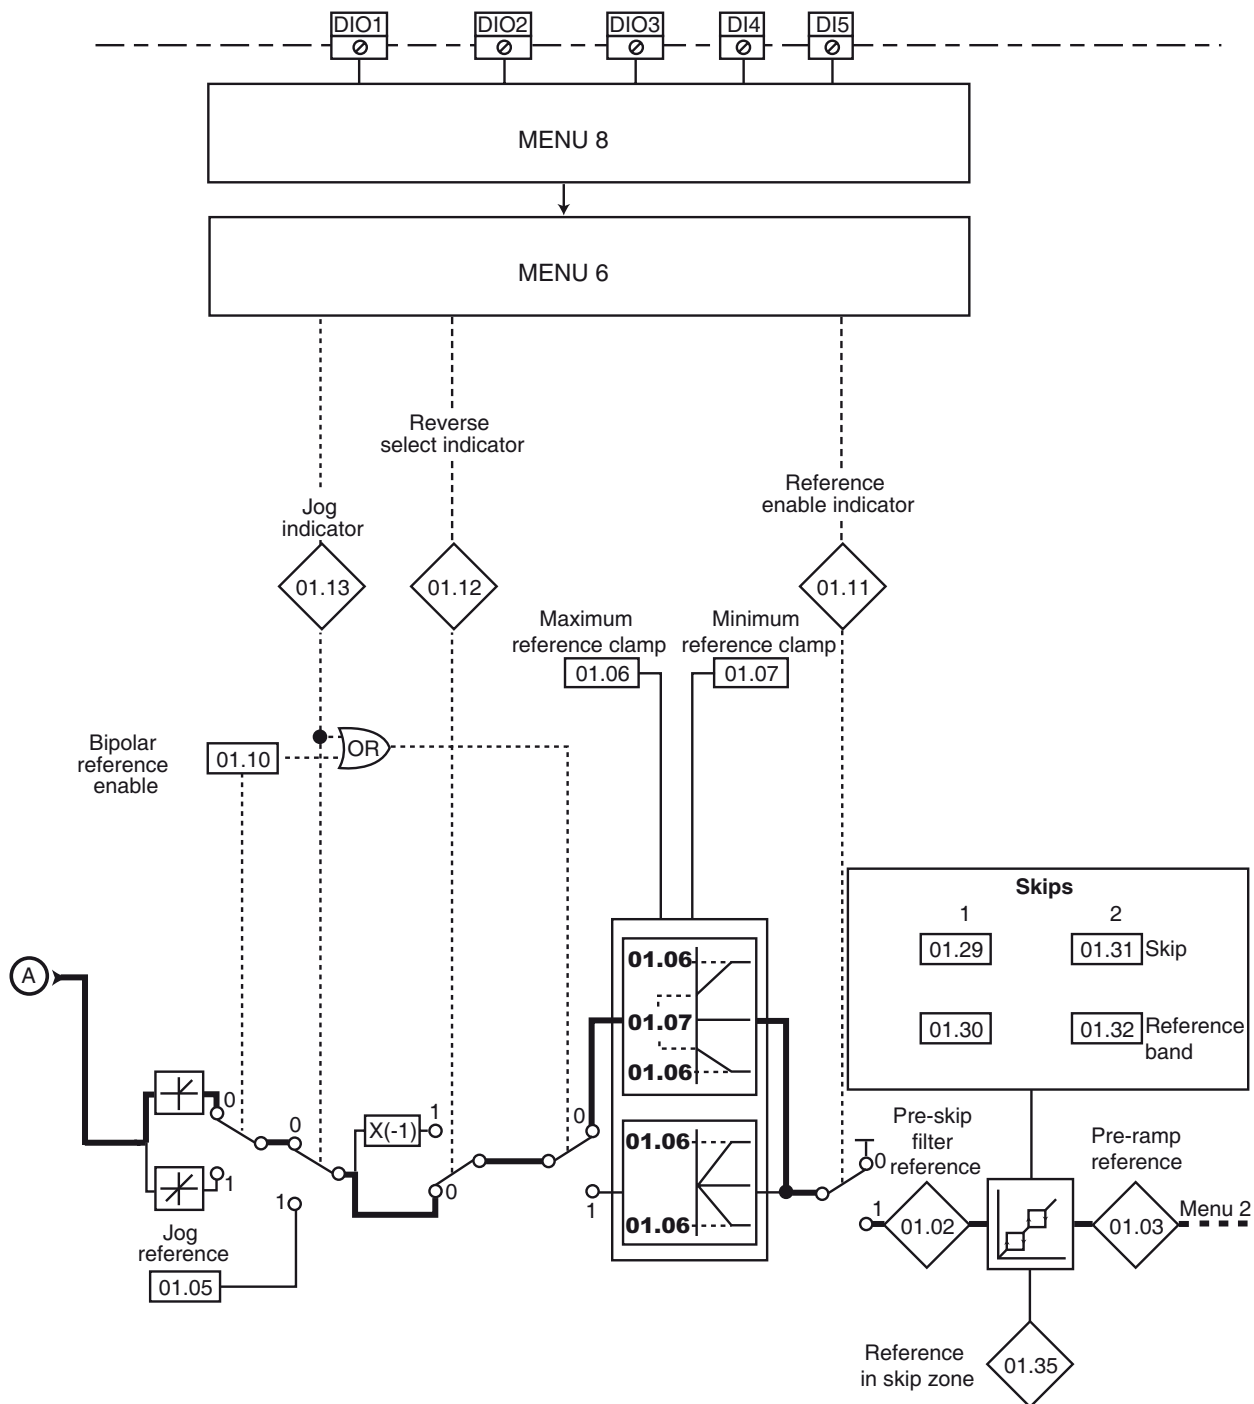 DIO1 DIO2 DIO3 DI4 DI5
MENU 8
MENU 6
Reverse
select indicator
Reference
enable indicator
Jog
indicator
01.13
01.12
01.11
Maximum
reference clamp
01.06
Minimum
reference clamp
01.07
Bipolar
reference
enable
01.10
OR
Skips
1 2
01.29 01.31 Skip
01.30 01.32 Reference
band
A
01.06
01.07
01.06
0
0
1
X(-1)
0
0
1
1
Jog
reference
01.05
01.06
01.06
1
0
1
Pre-skip
filter
reference
01.02
Pre-ramp
reference
01.03
Menu 2
Reference
in skip zone
01.35